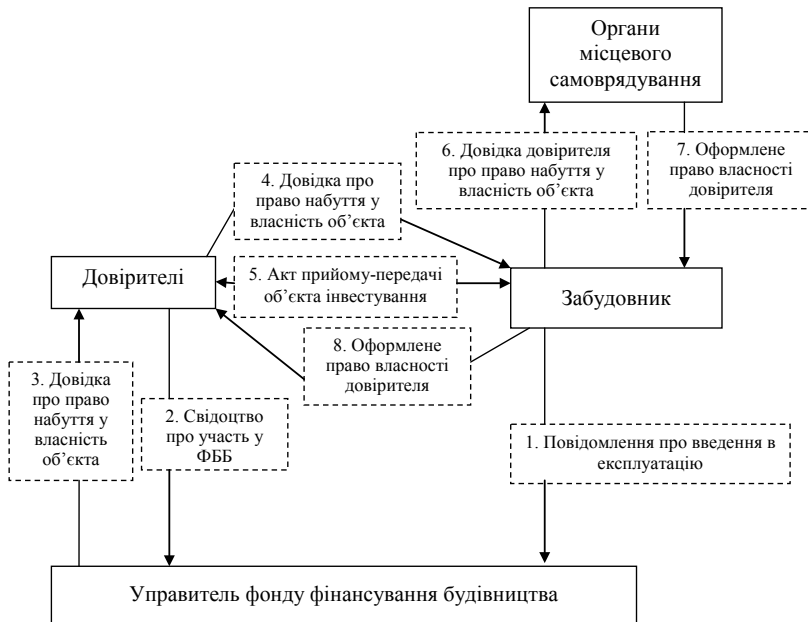 Органи
місцевого
самоврядування
6. Довідка довірителя
про право набуття у
власність об’єкта
7. Оформлене
право власності
довірителя
4. Довідка про
право набуття у
власність об’єкта
Довірителі
5. Акт прийому-передачі
об’єкта інвестування
Забудовник
8. Оформлене
право власності
довірителя
3. Довідка
про право
набуття у
власність
об’єкта
2. Свідоцтво
про участь у
ФББ
1. Повідомлення про введення в
експлуатацію
Управитель фонду фінансування будівництва